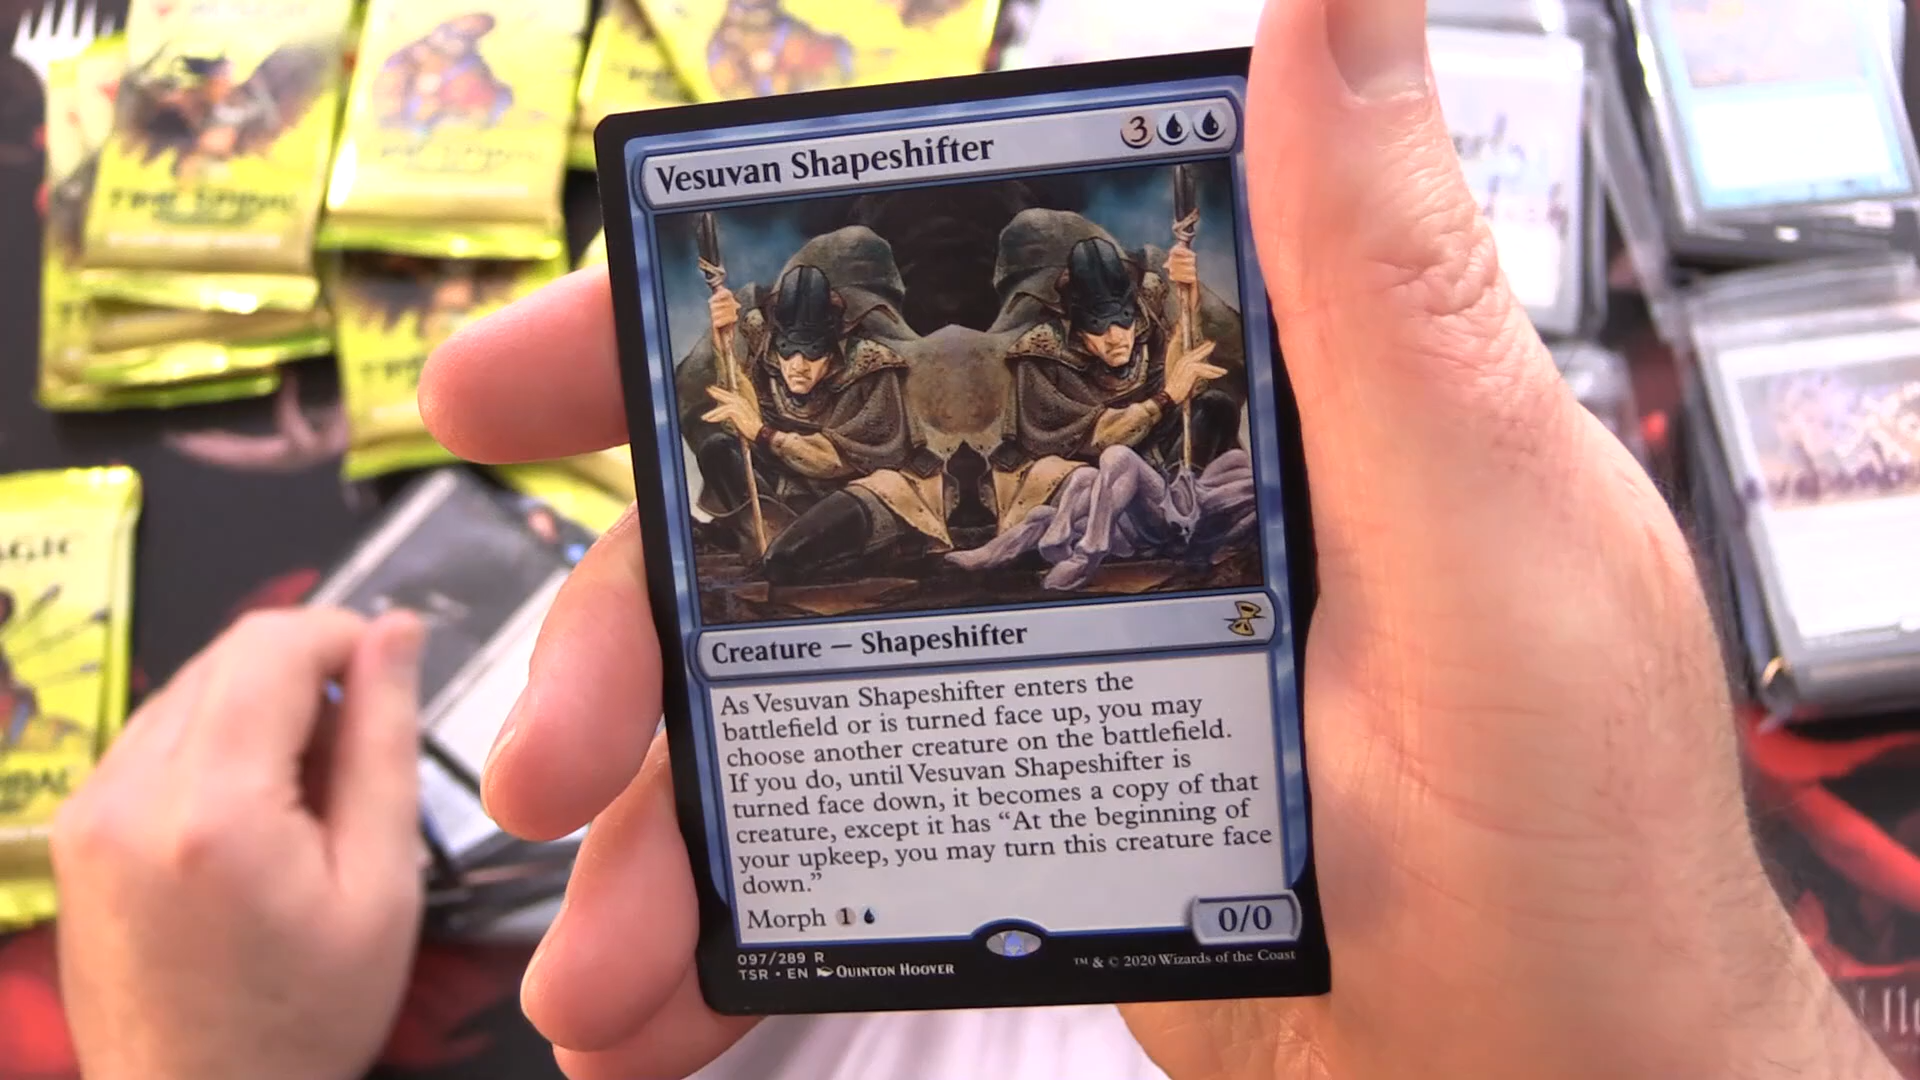 Vesuvan Shapeshifter
3
Creature — Shapeshifter
As Vesuvan Shapeshifter enters the
battlefield or is turned face up, you may
choose another creature on the battlefield.
If you do, until Vesuvan Shapeshifter is
turned face down, it becomes a copy of that
creature, except it has “At the beginning of
your upkeep, you may turn this creature face
down.”
Morph 1
0/0
097/289 R
TSR • EN QUINTON HOOVER
™ & © 2020 Wizards of the Coast